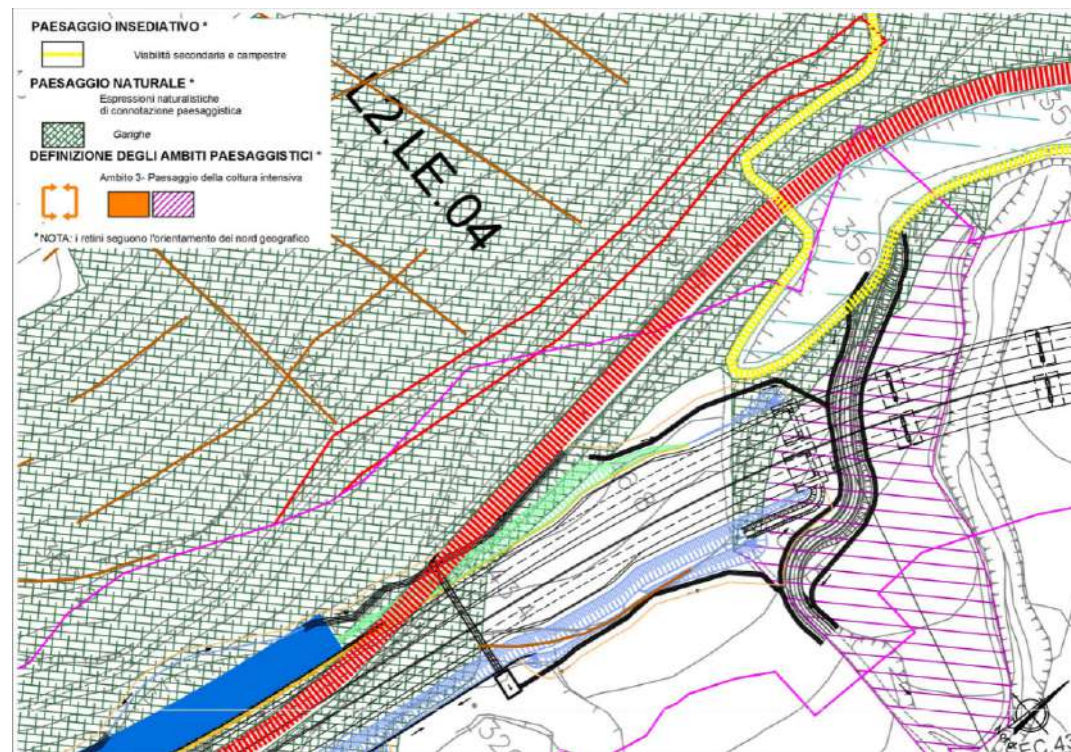 PAESAGGIO INSEDIATIVO *
Viabilità secondaria e campestre
PAESAGGIO NATURALE *
Espressioni naturalistiche
di connotazione paesaggistica
Garighe
DEFINIZIONE DEGLI AMBITI PAESAGGISTICI *
Ambito 3- Paesaggio della coltura intensiva
*NOTA: i retini seguono l'orientamento del nord geografico
L2.LE.04
356